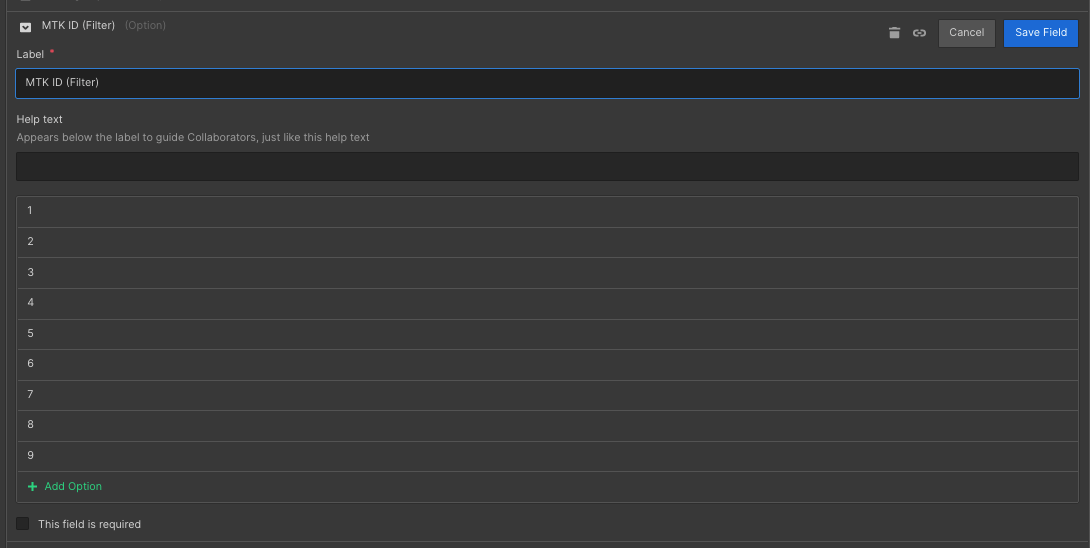 MTK ID (Filter) (Option)
Cancel
Save Field
Label *
MTK ID (Filter)
Help text
Appears below the label to guide Collaborators, just like this help text
1
2
3
4
5
6
7
8
9
+ Add Option
This field is required